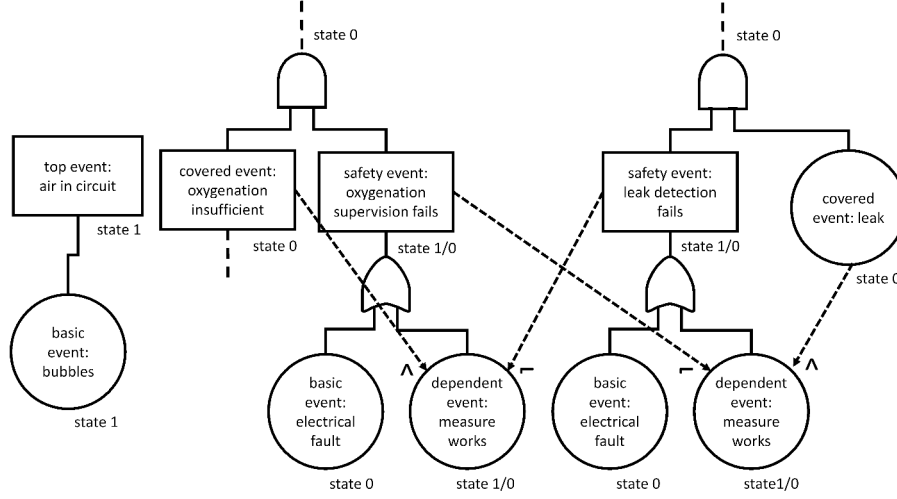 state 0
state 0
top event:
air in circuit
state 1
covered event:
oxygenation
insufficient
state 0
safety event:
oxygenation
supervision fails
state 1/0
safety event:
leak detection
fails
state 1/0
covered
event: leak
state 0
basic
event:
bubbles
state 1
basic
event:
electrical
fault
state 0
^
dependent
event:
measure
works
¬
state 1/0
basic
event:
electrical
fault
state 0
¬
dependent
event:
measure
works
^
state1/0